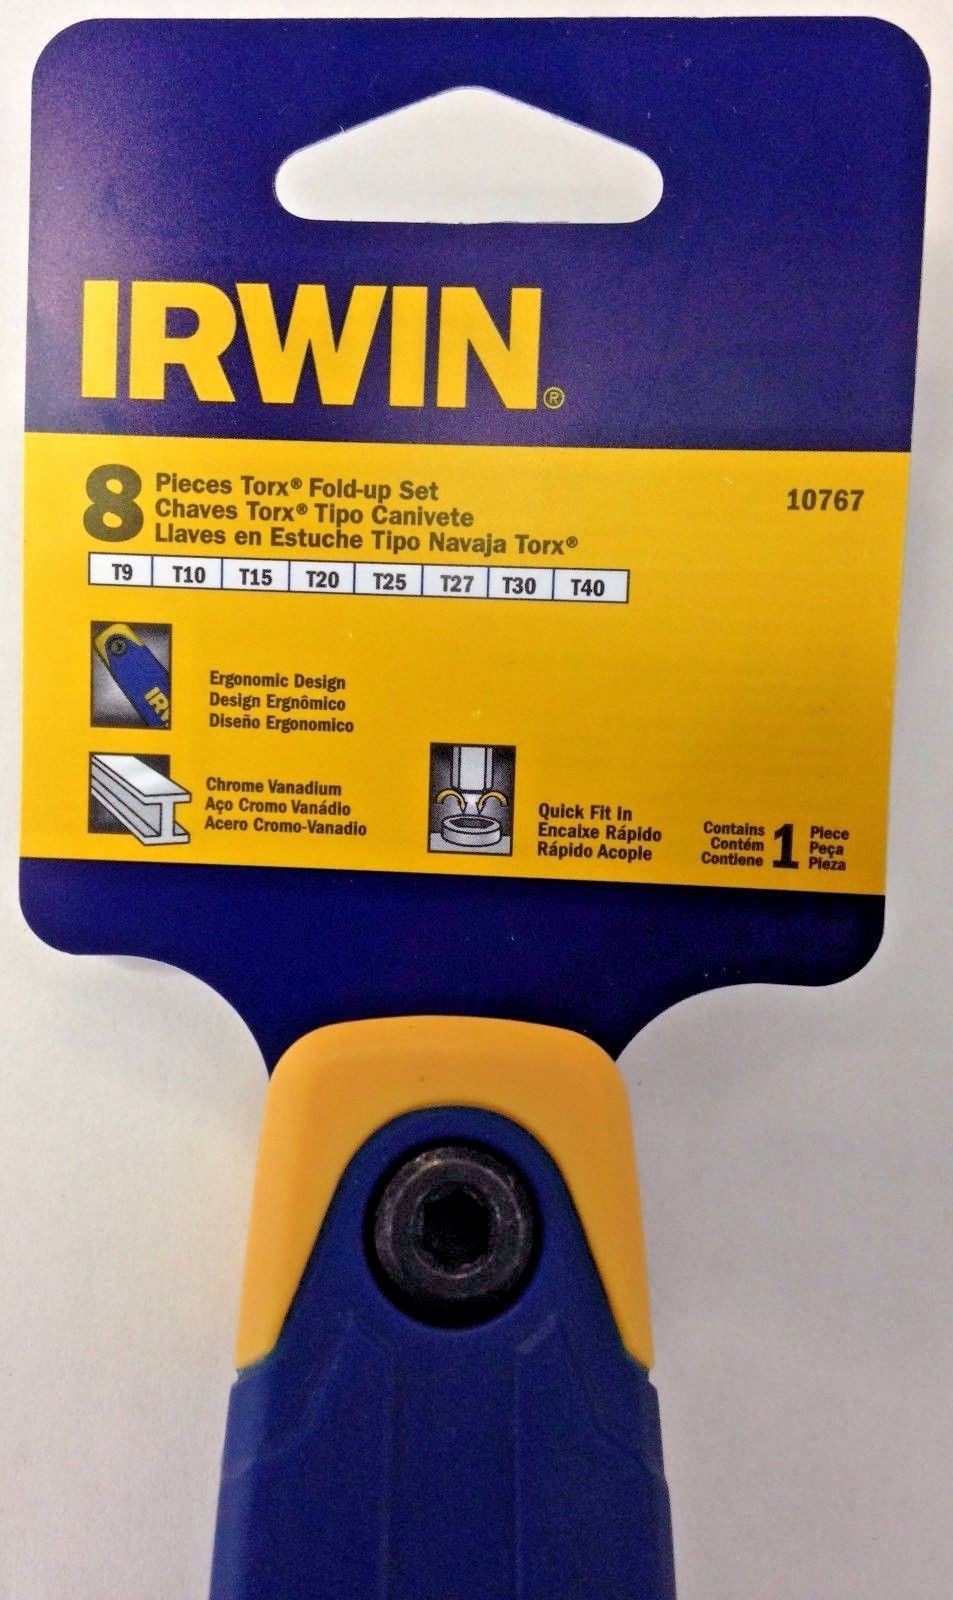 IRWIN®
8 Pieces Torx® Fold-up Set
Chaves Torx® Tipo Canivete
Llaves en Estuche Tipo Navaja Torx®
10767
T9 T10 T15 T20 T25 T27 T30 T40
IRW
Ergonomic Design
Design Ergnômico
Diseño Ergonomico
Chrome Vanadium
Aço Cromo Vanádio
Acero Cromo-Vanadio
Quick Fit In
Encaixe Rápido
Rápido Acople
Contains
Contém
Contiene
1
Piece
Peça
Pieza